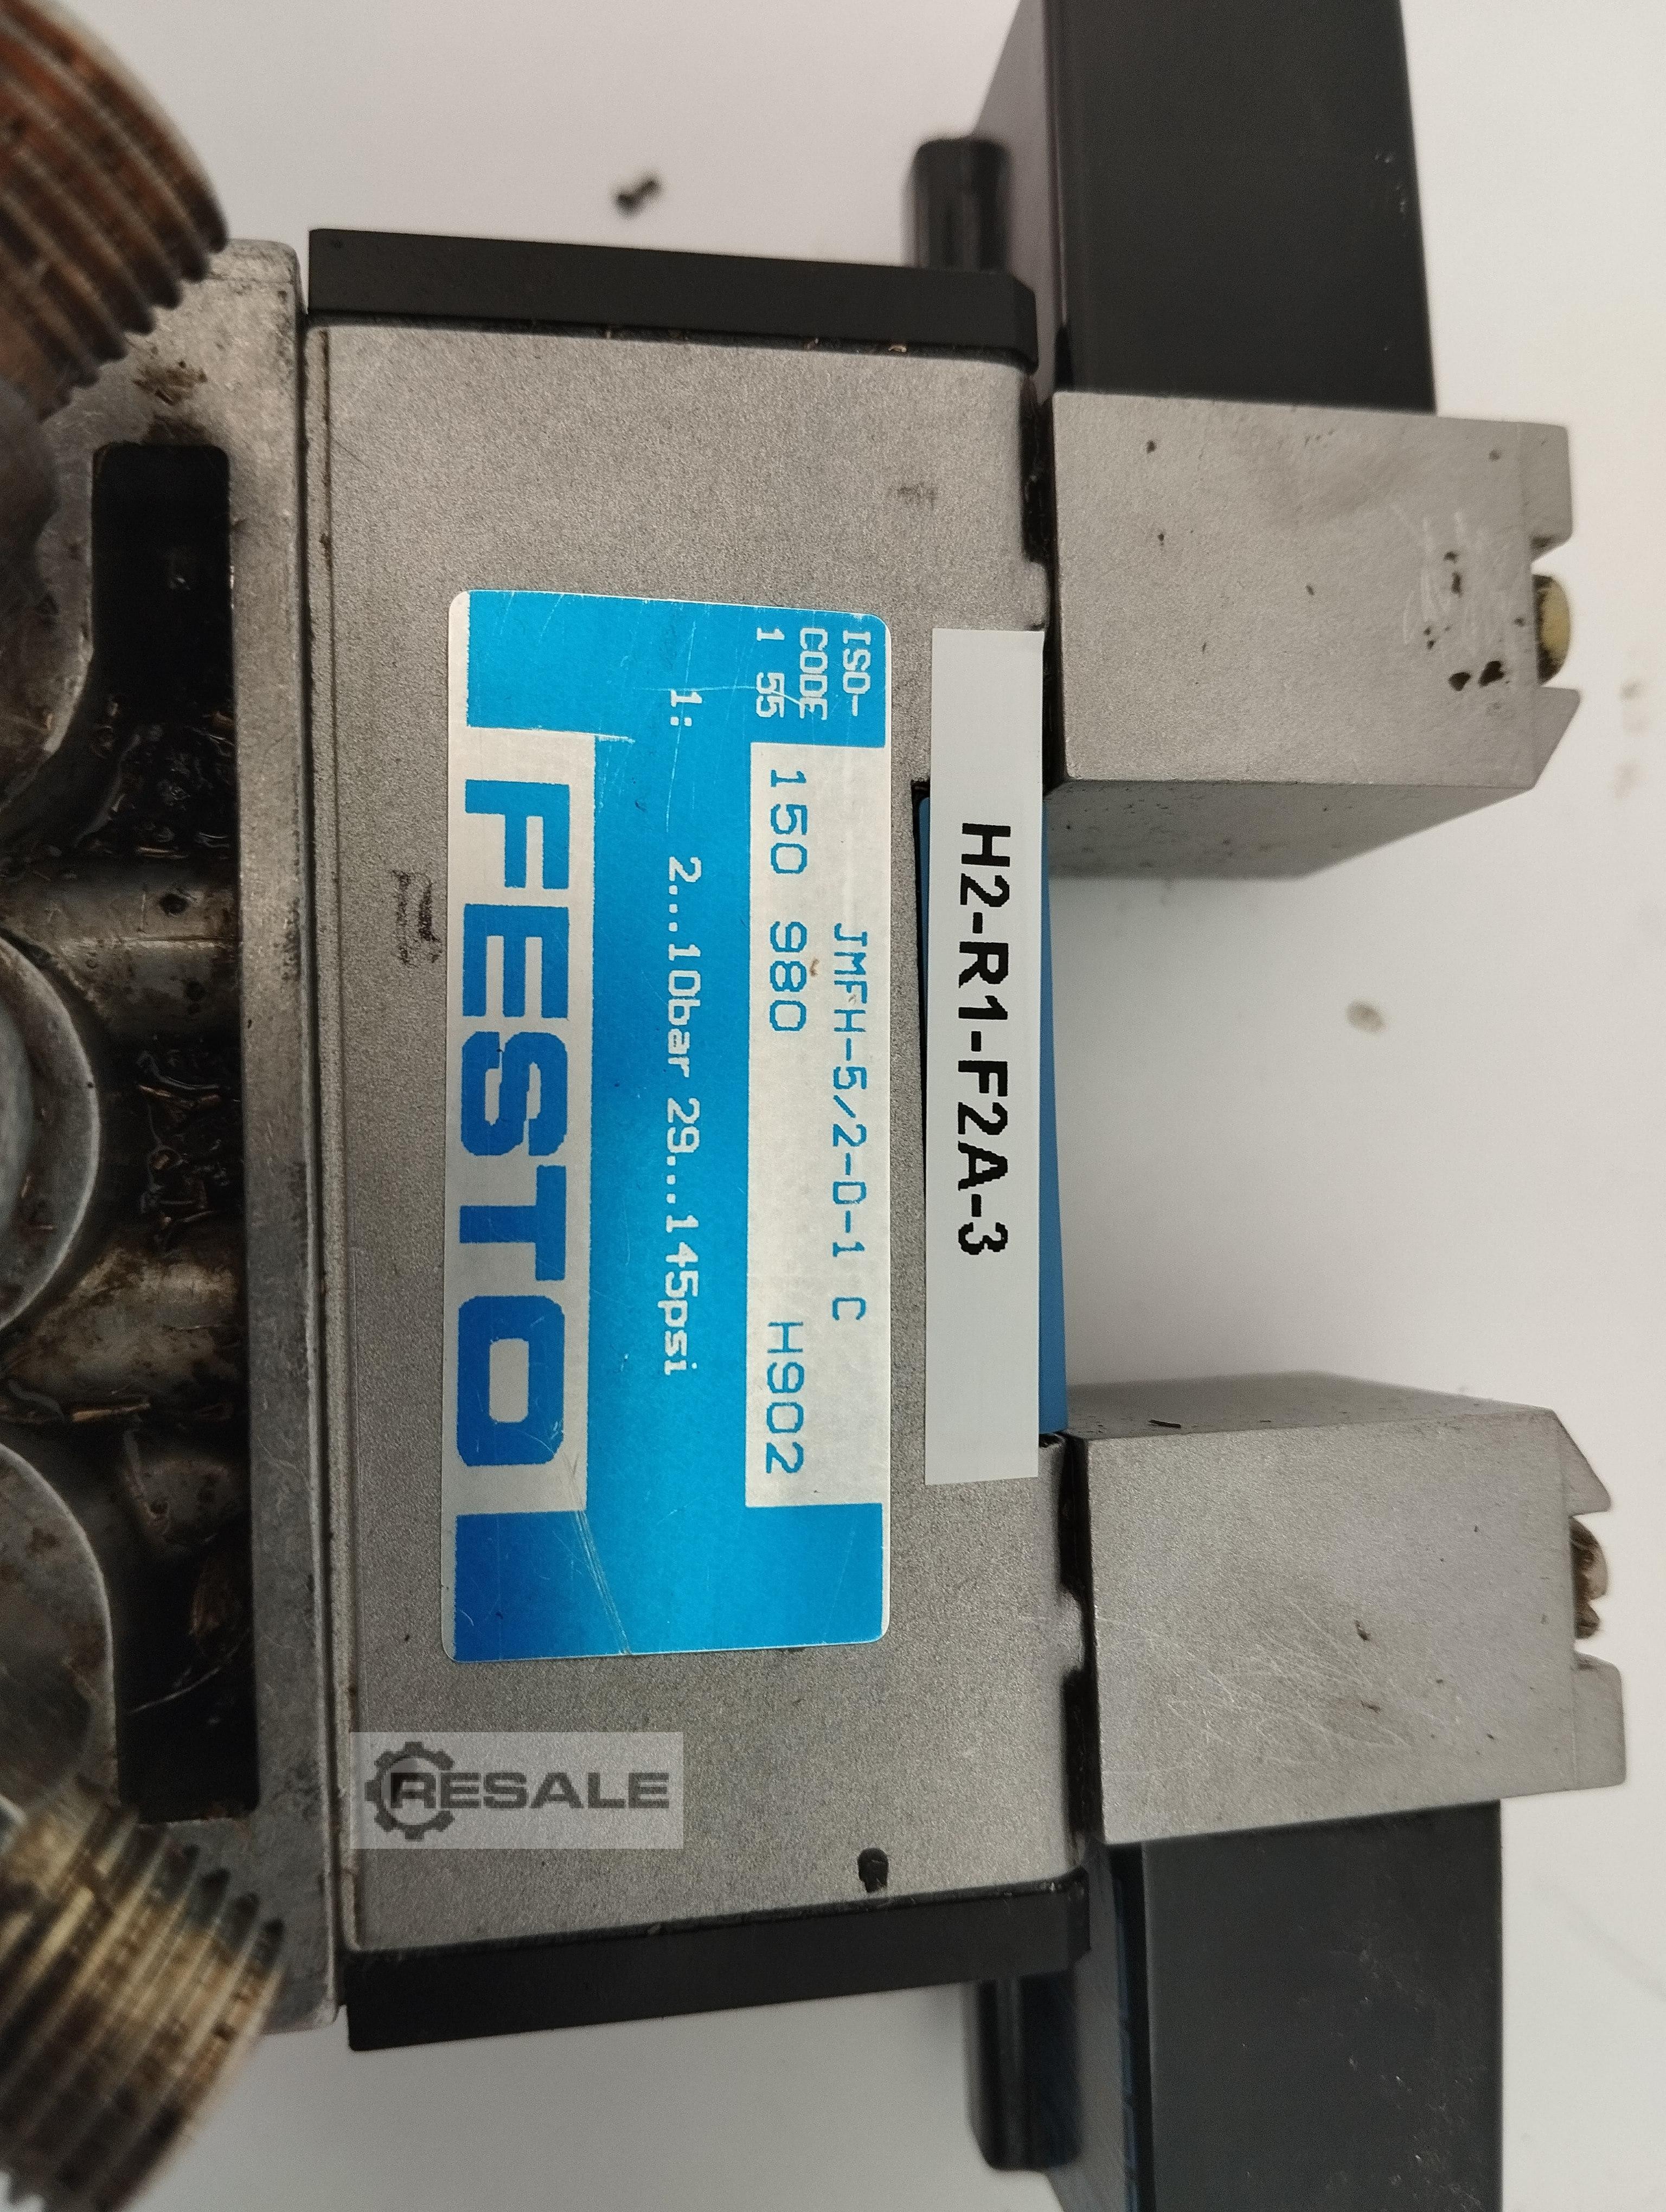 H2-R1-F2A-3
ISO-
CODE
1 55
JMFH-5/2-D-1 C
150 980 H902
1: 2...10bar 29...145psi
FESTO
RESALE